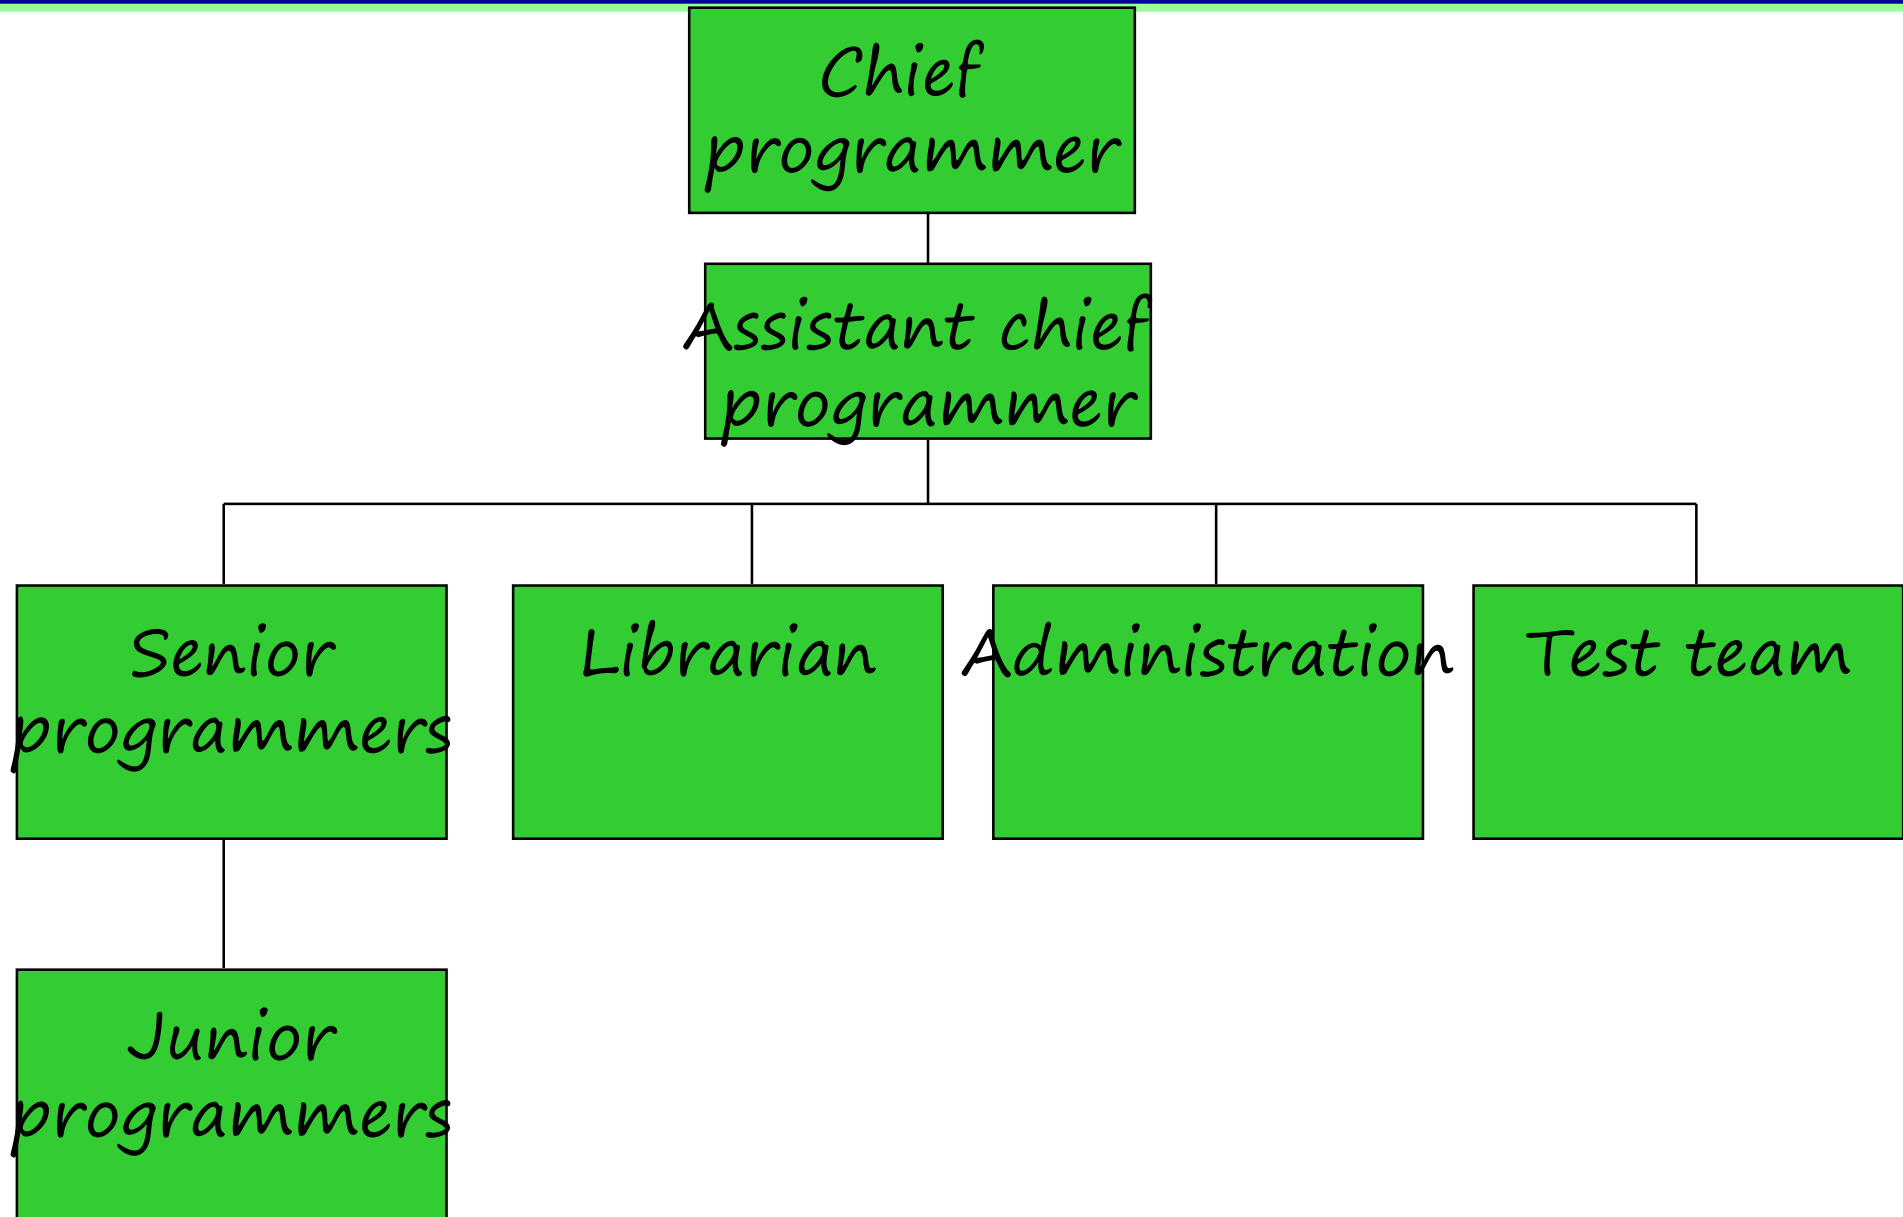 Chief
programmer
Assistant chief
programmer
Senior
programmers
Librarian
Administration
Test team
Junior
programmers